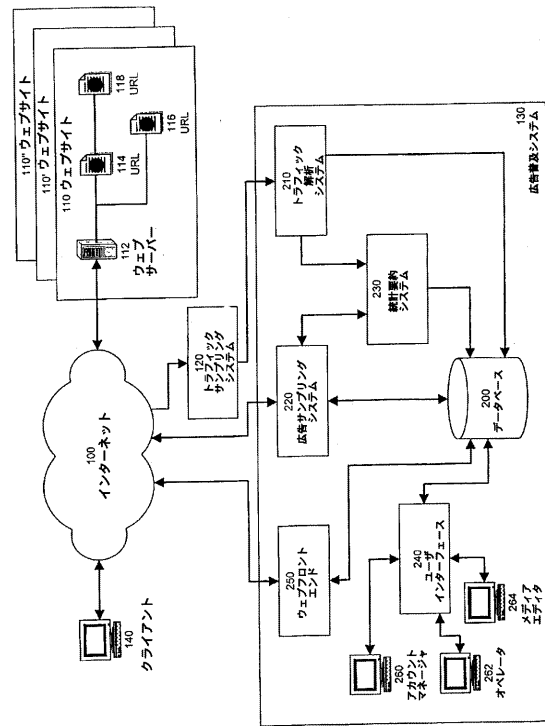 110" ウェブサイト
110' ウェブサイト
110 ウェブサイト
118
URL
114
URL
116
URL
112
ウェブ
サーバー
100
インターネット
140
クライアント
120
トラフィック
サンプリング
システム
広告普及システム 130
210
トラフィック
解析
システム
230
統計要約
システム
220
広告サンプリング
システム
200
データベース
250
ウェブフロント
エンド
240
ユーザ
インターフェース
260
アカウント
マネージャ
262
オペレータ
264
メディア
エディタ